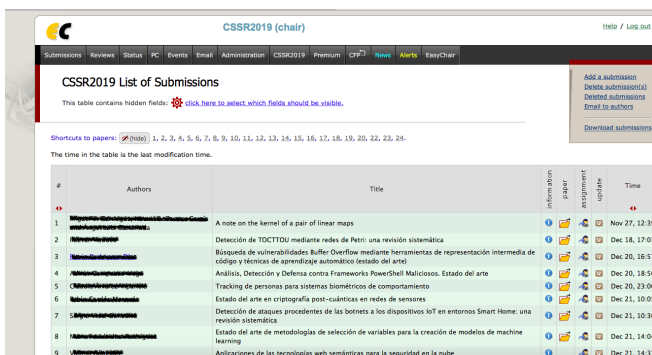 CSSR2019 (chair)
Help / Log out
Submissions Reviews Status PC Events Email Administration CSSR2019 Premium CFP News Alerts EasyChair
CSSR2019 List of Submissions
This table contains hidden fields: click here to select which fields should be visible.
Add a submission
Delete submission(s)
Deleted submissions
Email to authors
Download submissions
Shortcuts to papers: (hide) 1, 2, 3, 4, 5, 6, 7, 8, 9, 10, 11, 12, 13, 14, 15, 16, 17, 18, 19, 20, 22, 23, 24.
The time in the table is the last modification time.
# Authors Title information paper assignment update Time
1 A note on the kernel of a pair of linear maps Nov 27, 12:39
2 Detección de TOCTTOU mediante redes de Petri: una revisión sistemática Dec 18, 17:0
3 Búsqueda de vulnerabilidades Buffer Overflow mediante herramientas de representación intermedia de Dec 20, 16:5
código y técnicas de aprendizaje automático (estado del arte)
4 Análisis, Detección y Defensa contra Frameworks PowerShell Maliciosos. Estado del arte Dec 20, 18:5
5 Tracking de personas para sistemas biométricos de comportamiento Dec 20, 23:0
6 Estado del arte en criptografía post-cuánticas en redes de sensores Dec 21, 10:0
7 Detección de ataques procedentes de las botnets a los dispositivos IoT en entornos Smart Home: una Dec 21, 10:3
revisión sistemática
8 Estado del arte de metodologías de selección de variables para la creación de modelos de machine Dec 21, 14:0
learning
9 Aplicaciones de las tecnologías web semánticas para la seguridad en la nube Dec 21, 14:3